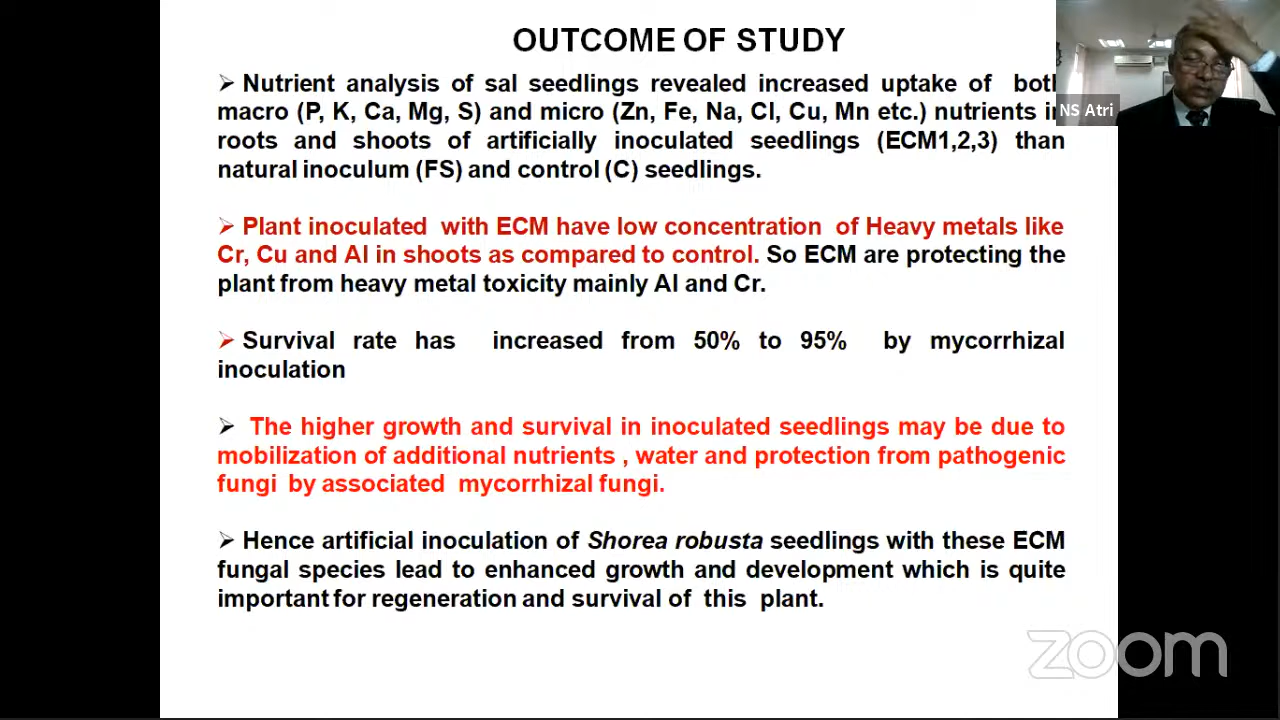 OUTCOME OF STUDY
➢ Nutrient analysis of sal seedlings revealed increased uptake of both
macro (P, K, Ca, Mg, S) and micro (Zn, Fe, Na, Cl, Cu, Mn etc.) nutrients in
roots and shoots of artificially inoculated seedlings (ECM1,2,3) than
natural inoculum (FS) and control (C) seedlings.
➢ Plant inoculated with ECM have low concentration of Heavy metals like
Cr, Cu and Al in shoots as compared to control. So ECM are protecting the
plant from heavy metal toxicity mainly Al and Cr.
➢ Survival rate has increased from 50% to 95% by mycorrhizal
inoculation
➢ The higher growth and survival in inoculated seedlings may be due to
mobilization of additional nutrients , water and protection from pathogenic
fungi by associated mycorrhizal fungi.
➢ Hence artificial inoculation of Shorea robusta seedlings with these ECM
fungal species lead to enhanced growth and development which is quite
important for regeneration and survival of this plant.
NS Atri
zoom